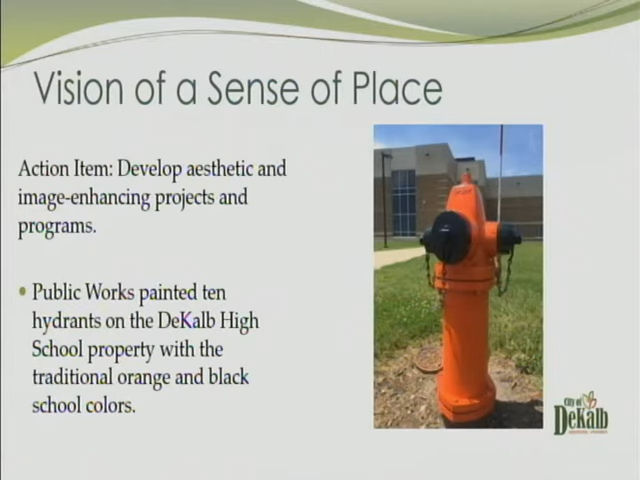 Vision of a Sense of Place
Action Item: Develop aesthetic and
image-enhancing projects and
programs.
• Public Works painted ten
hydrants on the DeKalb High
School property with the
traditional orange and black
school colors.
City of
DeKalb